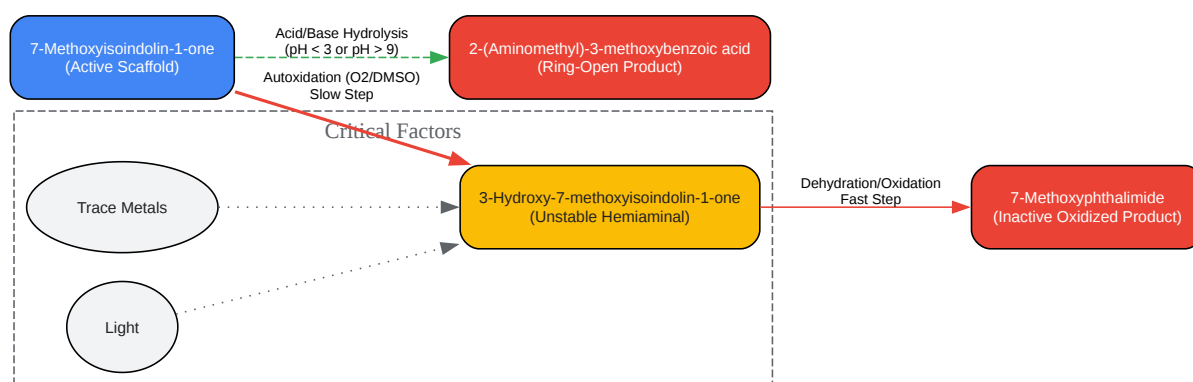 7-Methoxyisoindolin-1-one
(Active Scaffold)
Acid/Base Hydrolysis
(pH < 3 or pH > 9)
2-(Aminomethyl)-3-methoxybenzoic acid
(Ring-Open Product)
Autoxidation (O2/DMSO)
Slow Step
Critical Factors
Trace Metals
Light
3-Hydroxy-7-methoxyisoindolin-1-one
(Unstable Hemiaminal)
Dehydration/Oxidation
Fast Step
7-Methoxyphthalimide
(Inactive Oxidized Product)